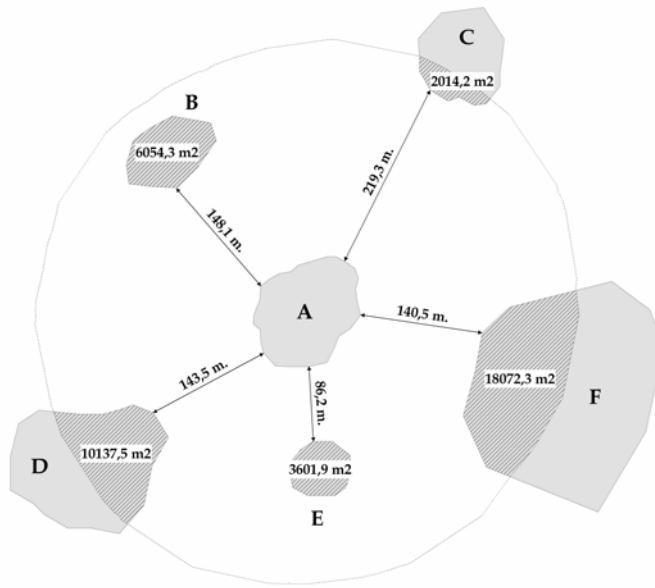 C
2014,2 m2
B
6054,3 m2
219,3 m.
148,1 m.
A
140,5 m.
18072,3 m2
F
143,5 m.
86,2 m.
D
10137,5 m2
3601,9 m2
E